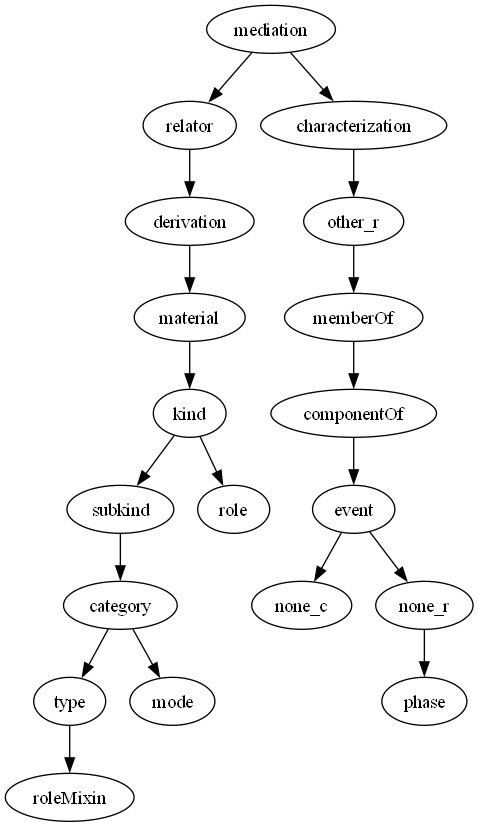 mediation
relator
characterization
derivation
other_r
material
memberOf
kind
componentOf
subkind
role
event
category
none_c
none_r
type
mode
phase
roleMixin